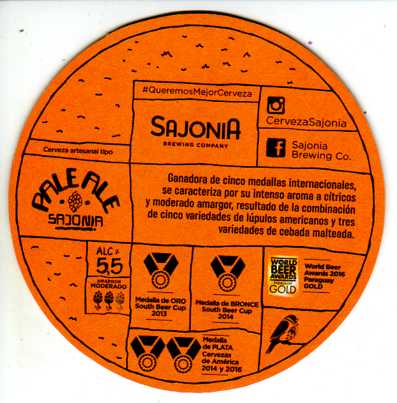 #QueremosMejorCerveza
SAJONIA
BREWING COMPANY
CervezaSajonia
Sajonia
Brewing Co.
Cerveza artesanal tipo
PALE ALE
SAJONIA
Ganadora de cinco medallas internacionales,
se caracteriza por su intenso aroma a cítricos
y moderado amargor, resultado de la combinación
de cinco variedades de lúpulos americanos y tres
variedades de cebada malteada.
ALC %
5,5
AMARGOR
MODERADO
Medalla de ORO
South Beer Cup
2013
Medalla de BRONCE
South Beer Cup
2014
WORLD
BEER
AWARDS
GOLD
World Beer
Awards 2016
Paraguay
GOLD
Medalla
de PLATA
Cervezas
de América
2014 y 2016